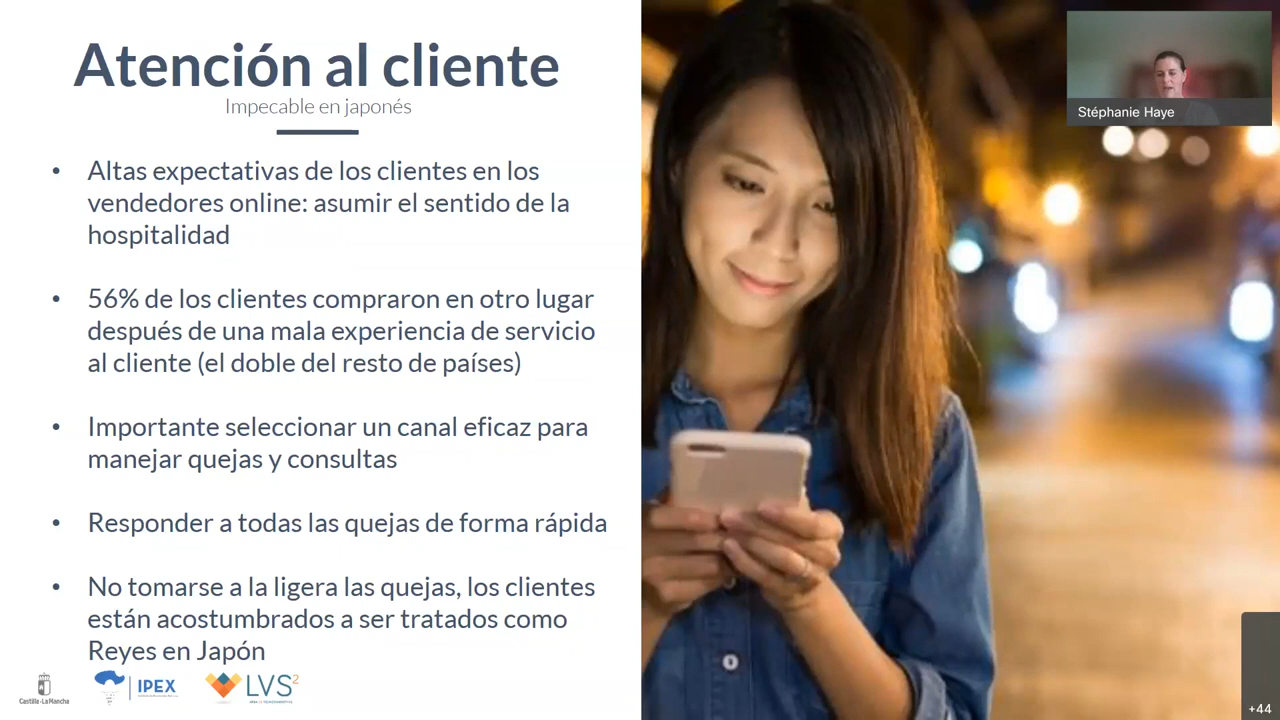 Atención al cliente
Impecable en japonés
• Altas expectativas de los clientes en los
vendedores online: asumir el sentido de la
hospitalidad
• 56% de los clientes compraron en otro lugar
después de una mala experiencia de servicio
al cliente (el doble del resto de países)
• Importante seleccionar un canal eficaz para
manejar quejas y consultas
• Responder a todas las quejas de forma rápida
• No tomarse a la ligera las quejas, los clientes
están acostumbrados a ser tratados como
Reyes en Japón
Castilla-La Mancha
IPEX
LVS2
Stéphanie Haye
+44